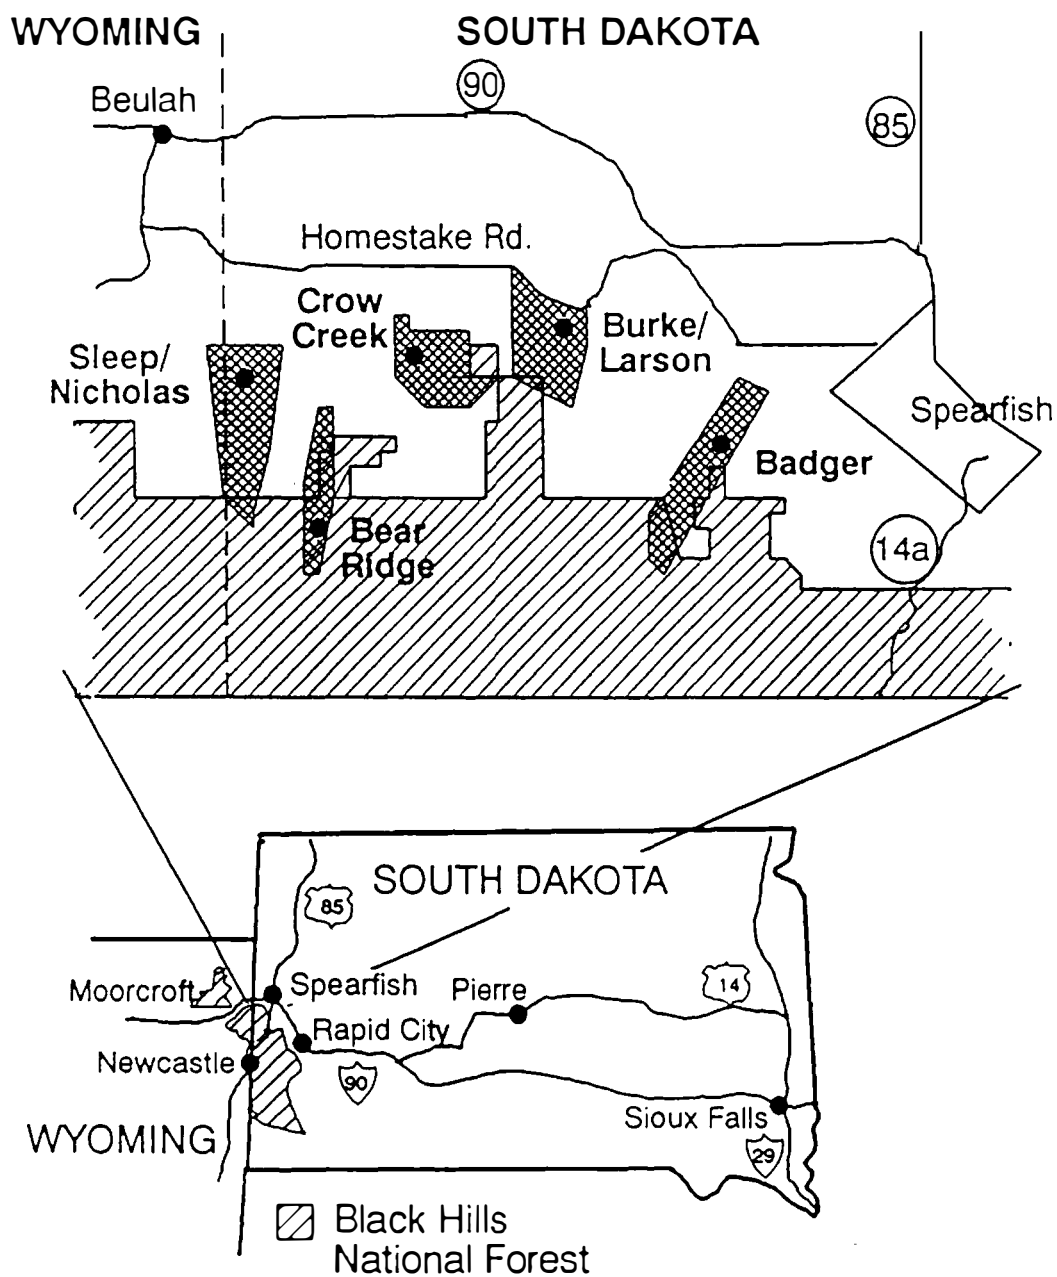 WYOMING
SOUTH DAKOTA
90
Beulah
85
Homestake Rd.
Crow
Creek
Burke/
Larson
Sleep/
Nicholas
Spearfish
Badger
Bear
Ridge
14a
SOUTH DAKOTA
85
Moorcroft
Spearfish
Pierre
14
Rapid City
Newcastle
90
Sioux Falls
WYOMING
29
Black Hills
National Forest